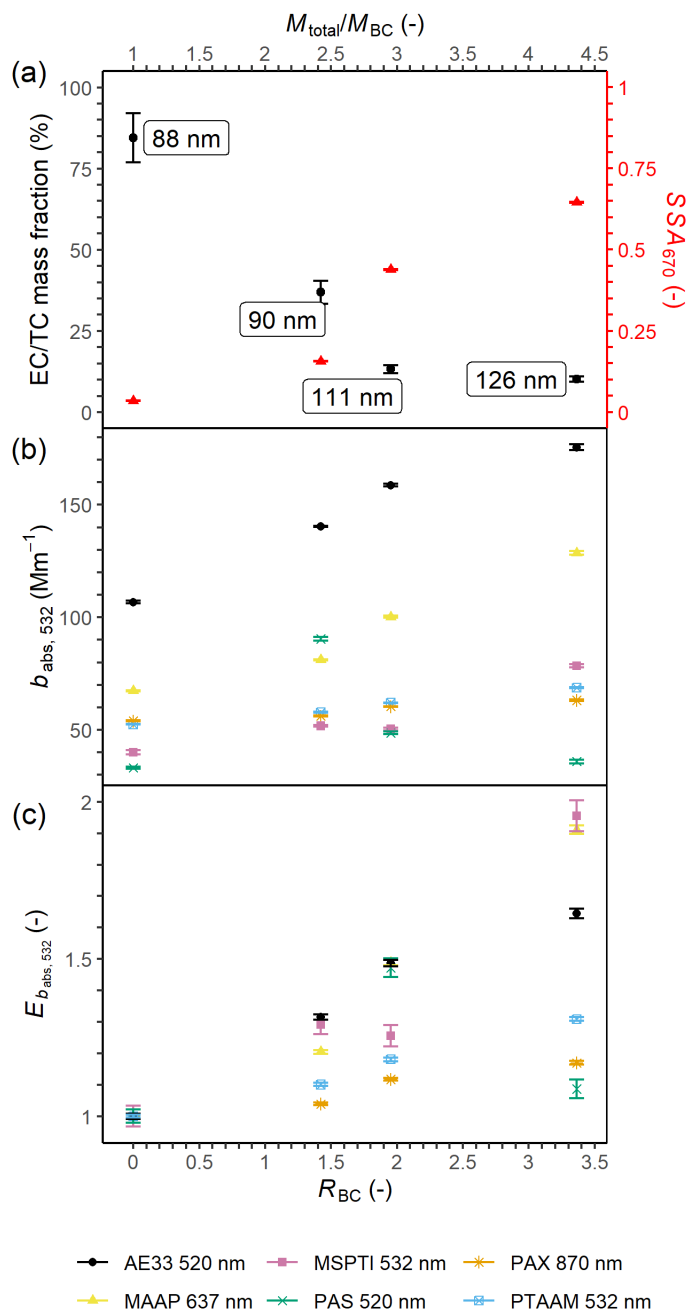 M_total/M_BC (-)
1 1.5 2 2.5 3 3.5 4 4.5
(a)
EC/TC mass fraction (%)
100
75
50
25
0
88 nm
90 nm
111 nm
126 nm
1
0.75
0.5
0.25
0
SSA_670 (-)
(b)
b_abs, 532 (Mm⁻¹)
150
100
50
(c)
E_b_abs, 532 (-)
2
1.5
1
0 0.5 1 1.5 2 2.5 3 3.5
R_BC (-)
AE33 520 nm MSPTI 532 nm PAX 870 nm
MAAP 637 nm PAS 520 nm PTAAM 532 nm